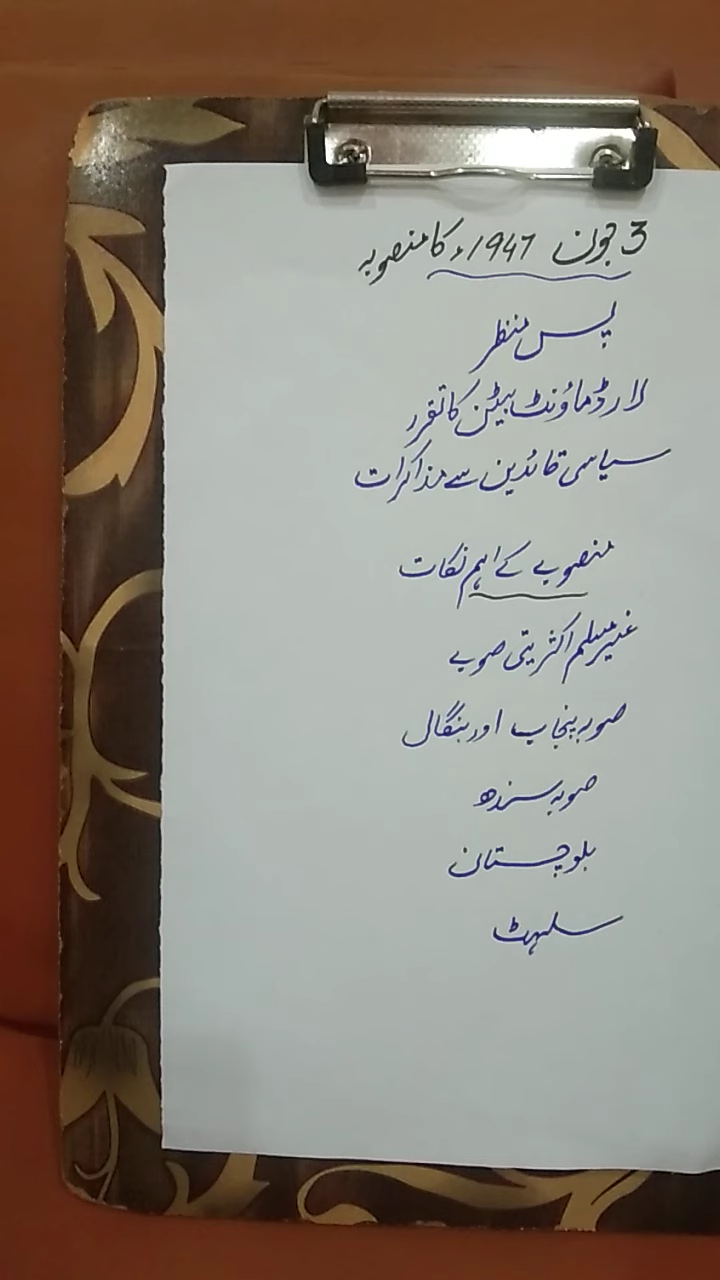 3 جون 1947ء کا منصوبہ
پس منظر
لارڈ ماؤنٹ بیٹن کا تقرر
سیاسی قائدین سے مذاکرات
منصوبے کے اہم نکات
غیر مسلم اکثریتی صوبے
صوبہ پنجاب اور بنگال
صوبہ سندھ
بلوچستان
سلہٹ